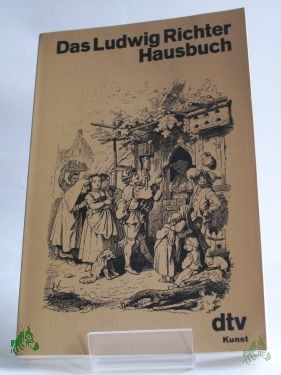 Das Ludwig Richter
Hausbuch
dtv
Kunst